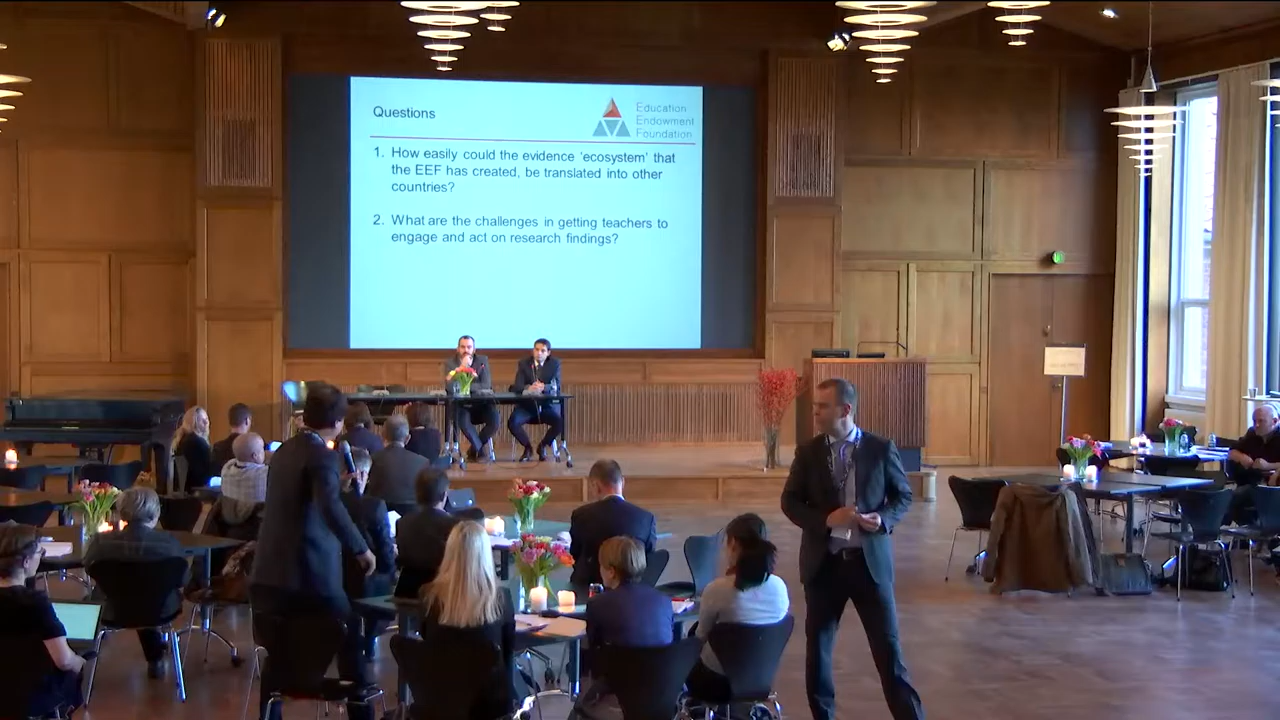 Questions
Education
Endowment
Foundation
1. How easily could the evidence ‘ecosystem’ that
the EEF has created, be translated into other
countries?
2. What are the challenges in getting teachers to
engage and act on research findings?